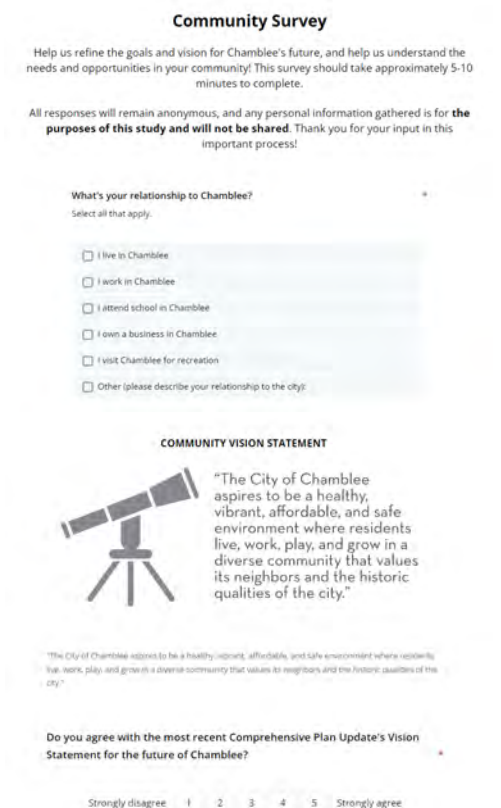 Community Survey
Help us refine the goals and vision for Chamblee's future, and help us understand the
needs and opportunities in your community! This survey should take approximately 5-10
minutes to complete.
All responses will remain anonymous, and any personal information gathered is for the
purposes of this study and will not be shared. Thank you for your input in this
important process!
What's your relationship to Chamblee? *
Select all that apply.
I live in Chamblee
I work in Chamblee
I attend school in Chamblee
I own a business in Chamblee
I visit Chamblee for recreation
Other (please describe your relationship to the city):
COMMUNITY VISION STATEMENT
"The City of Chamblee
aspires to be a healthy,
vibrant, affordable, and safe
environment where residents
live, work, play, and grow in a
diverse community that values
its neighbors and the historic
qualities of the city."
"The City of Chamblee aspires to be a healthy, vibrant, affordable, and safe environment where residents
live, work, play, and grow in a diverse community that values its neighbors and the historic qualities of the
city."
Do you agree with the most recent Comprehensive Plan Update's Vision
Statement for the future of Chamblee? *
Strongly disagree 1 2 3 4 5 Strongly agree